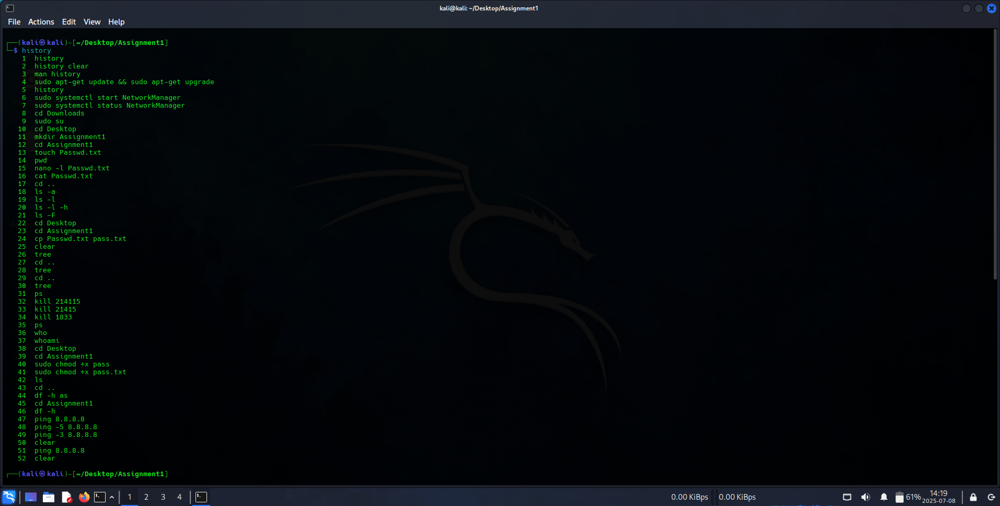 kali@kali: ~/Desktop/Assignment1
File Actions Edit View Help
┌──(kali㉿kali)-[~/Desktop/Assignment1]
└─$ history
1 history
2 history clear
3 man history
4 sudo apt-get update && sudo apt-get upgrade
5 history
6 sudo systemctl start NetworkManager
7 sudo systemctl status NetworkManager
8 cd Downloads
9 sudo su
10 cd Desktop
11 mkdir Assignment1
12 cd Assignment1
13 touch Passwd.txt
14 pwd
15 nano -l Passwd.txt
16 cat Passwd.txt
17 cd ..
18 ls -a
19 ls -l
20 ls -l -h
21 ls -F
22 cd Desktop
23 cd Assignment1
24 cp Passwd.txt pass.txt
25 clear
26 tree
27 cd ..
28 tree
29 cd ..
30 tree
31 ps
32 kill 214115
33 kill 21415
34 kill 1833
35 ps
36 who
37 whoami
38 cd Desktop
39 cd Assignment1
40 sudo chmod +x pass
41 sudo chmod +x pass.txt
42 ls
43 cd ..
44 df -h as
45 cd Assignment1
46 df -h
47 ping 8.8.8.8
48 ping -5 8.8.8.8
49 ping -3 8.8.8.8
50 clear
51 ping 8.8.8.8
52 clear
┌──(kali㉿kali)-[~/Desktop/Assignment1]
1 2 3 4 0.00 KiBps 0.00 KiBps 61% 14:19
2025-07-08